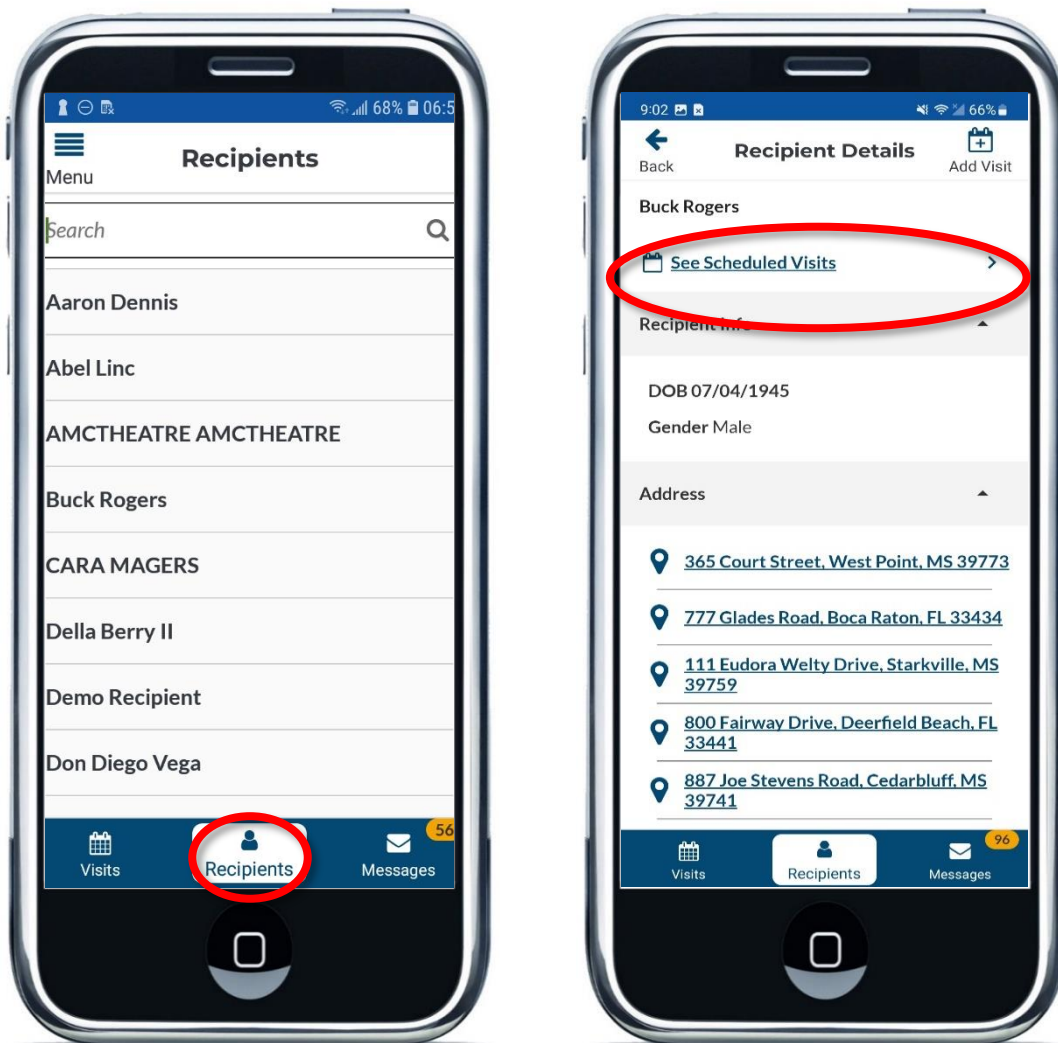 68% 06:5
Menu
Recipients
Search
Aaron Dennis
Abel Linc
AMCTHEATRE AMCTHEATRE
Buck Rogers
CARA MAGERS
Della Berry II
Demo Recipient
Don Diego Vega
56
Visits
Recipients
Messages
9:02
66%
Back
Recipient Details
Add Visit
Buck Rogers
See Scheduled Visits
Recipient Info
DOB 07/04/1945
Gender Male
Address
365 Court Street, West Point, MS 39773
777 Glades Road, Boca Raton, FL 33434
111 Eudora Welty Drive, Starkville, MS
39759
800 Fairway Drive, Deerfield Beach, FL
33441
887 Joe Stevens Road, Cedarbluff, MS
39741
96
Visits
Recipients
Messages